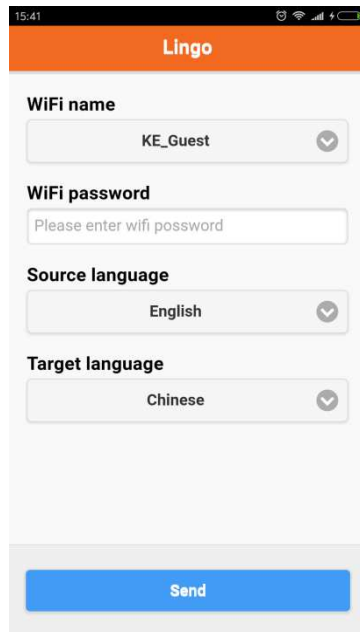 15:41
Lingo
WiFi name
KE_Guest
WiFi password
Please enter wifi possword
Source language
English
Target language
Chinese
Send